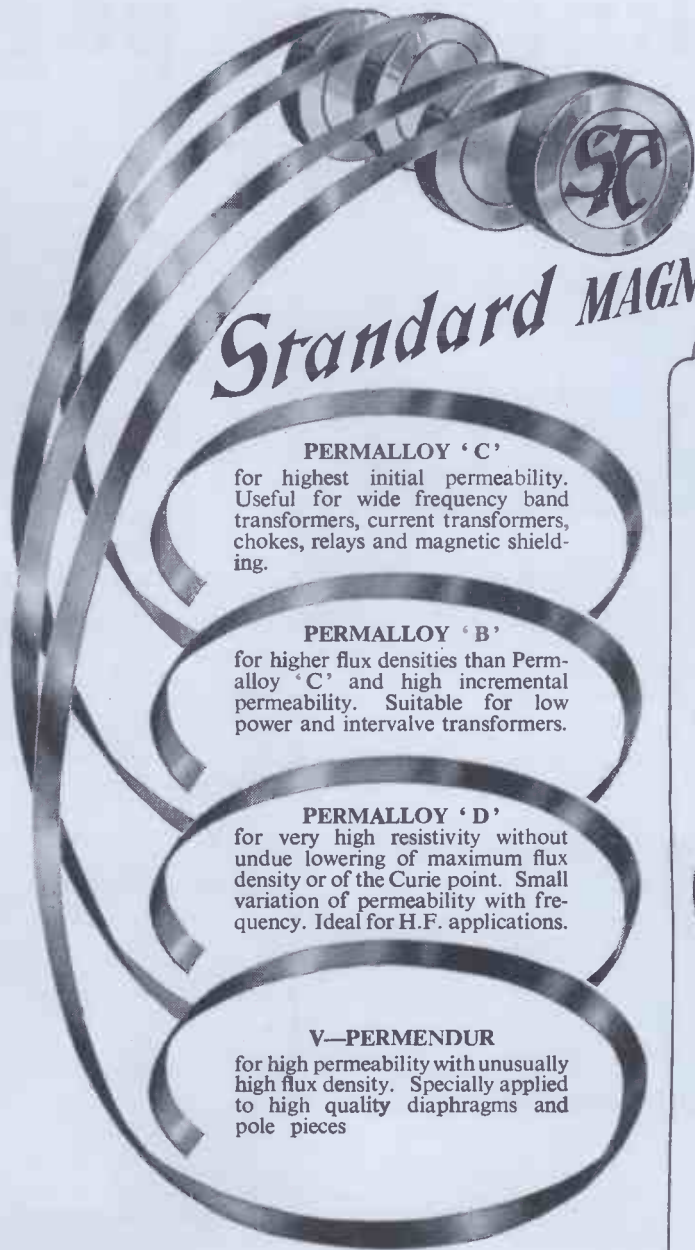 STC
Standard MAGN
PERMALLOY ‘C’
for highest initial permeability.
Useful for wide frequency band
transformers, current transformers,
chokes, relays and magnetic shield-
ing.
PERMALLOY ‘B’
for higher flux densities than Perm-
alloy ‘C’ and high incremental
permeability. Suitable for low
power and intervalve transformers.
PERMALLOY ‘D’
for very high resistivity without
undue lowering of maximum flux
density or of the Curie point. Small
variation of permeability with fre-
quency. Ideal for H.F. applications.
V—PERMENDUR
for high permeability with unusually
high flux density. Specially applied
to high quality diaphragms and
pole pieces